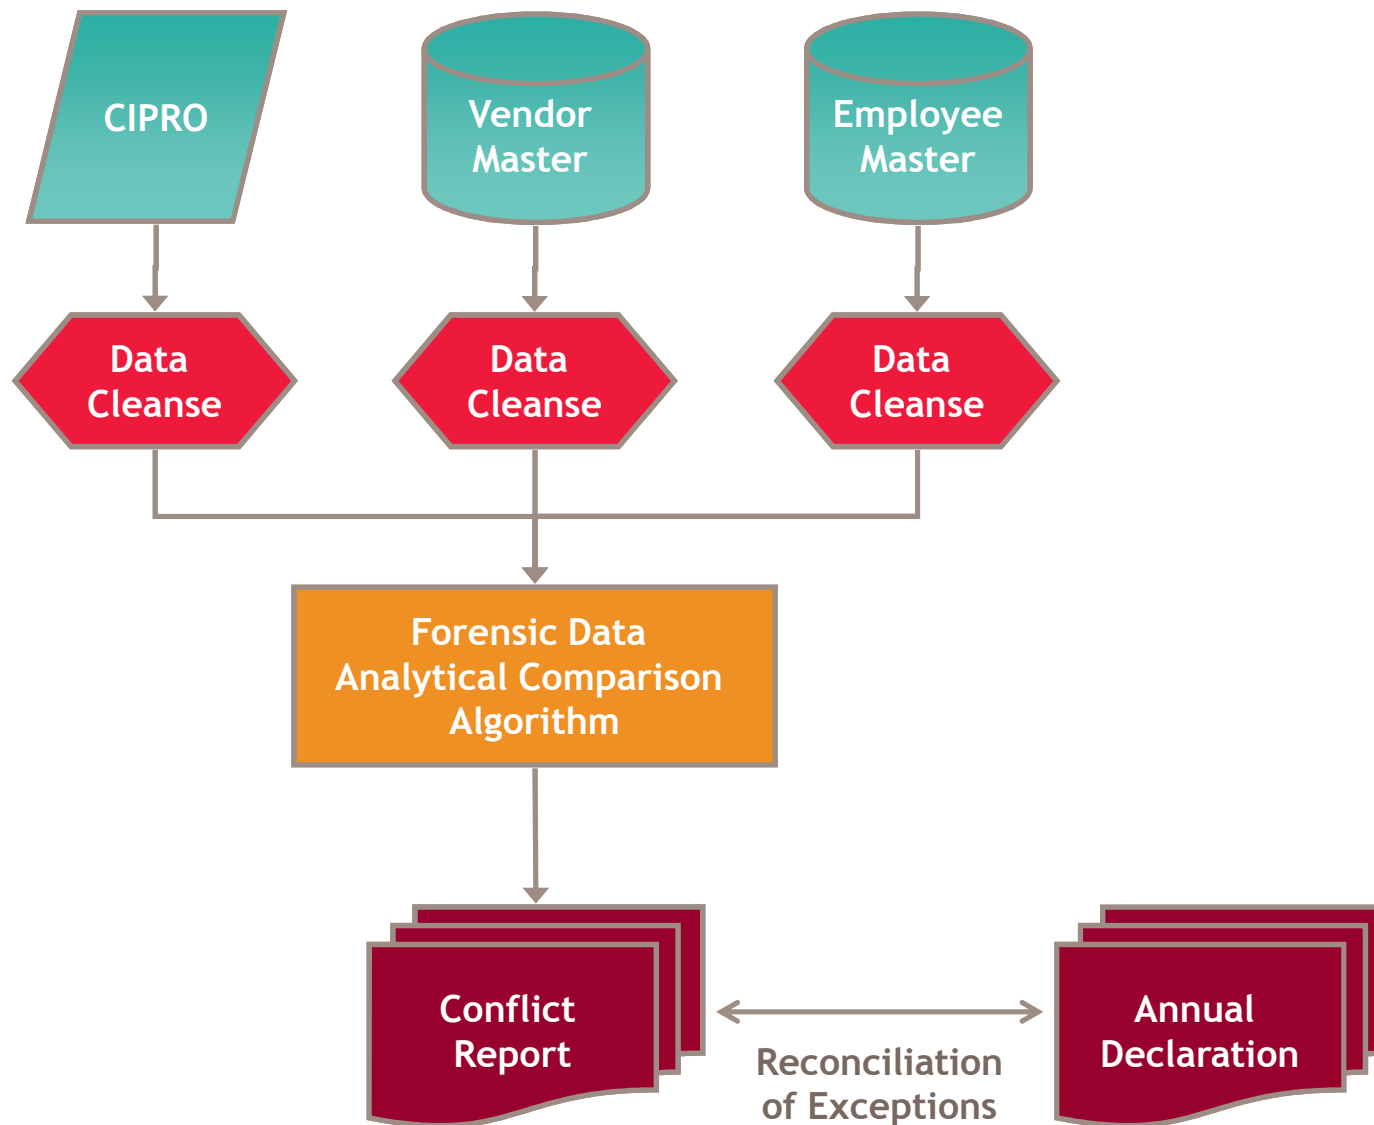 CIPRO
Vendor
Master
Employee
Master
Data
Cleanse
Data
Cleanse
Data
Cleanse
Forensic Data
Analytical Comparison
Algorithm
Conflict
Report
Reconciliation
of Exceptions
Annual
Declaration